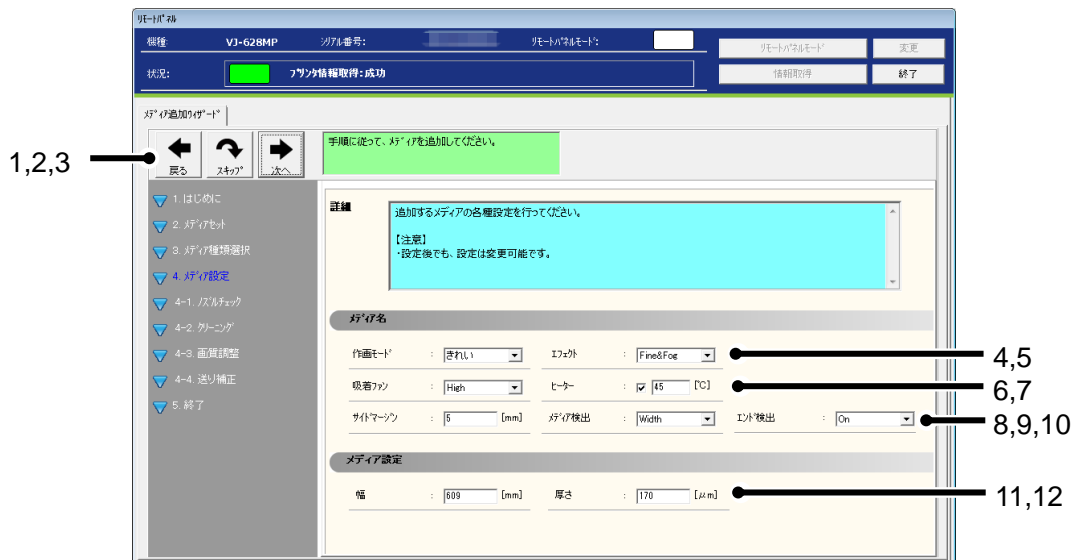 リモートパネル
機種: VJ-628MP シリアル番号: リモートパネルモード: リモートパネルモード 変更
状況: プリンタ情報取得:成功 情報取得 終了
メディア追加ウィザード
戻る スキップ 次へ
手順に従って、メディアを追加してください。
1,2,3
1. はじめに
2. メディアセット
3. メディア種類選択
4. メディア設定
4-1. ノズルチェック
4-2. クリーニング
4-3. 画質調整
4-4. 送り補正
5. 終了
詳細
追加するメディアの各種設定を行ってください。
【注意】
・設定後でも、設定は変更可能です。
メディア名
作画モード : きれい エフェクト : Fine&Fog
4,5
吸着ファン : High ヒーター : 45 [℃]
6,7
サイドマージン : 5 [mm] メディア検出 : Width エンド検出 : On
8,9,10
メディア設定
幅 : 609 [mm] 厚さ : 170 [μm]
11,12